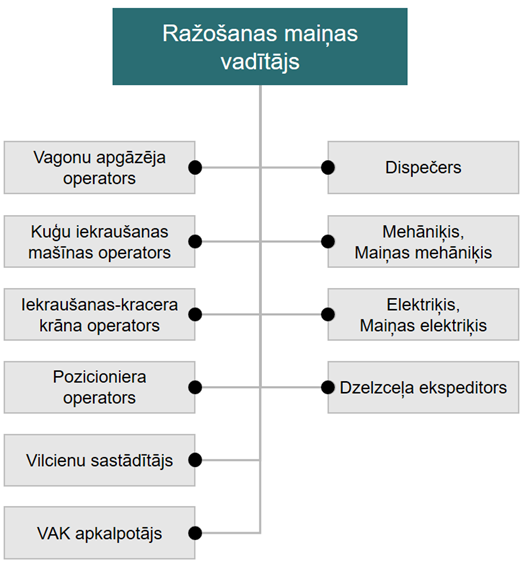 Ražošanas maiņas
vadītājs
Vagonu apgāzēja
operators
Dispečers
Kuģu iekraušanas
mašīnas operators
Mehāniķis,
Maiņas mehāniķis
Iekraušanas-kracera
krāna operators
Elektriķis,
Maiņas elektriķis
Pozicioniera
operators
Dzelzceļa ekspeditors
Vilcienu sastādītājs
VAK apkalpotājs